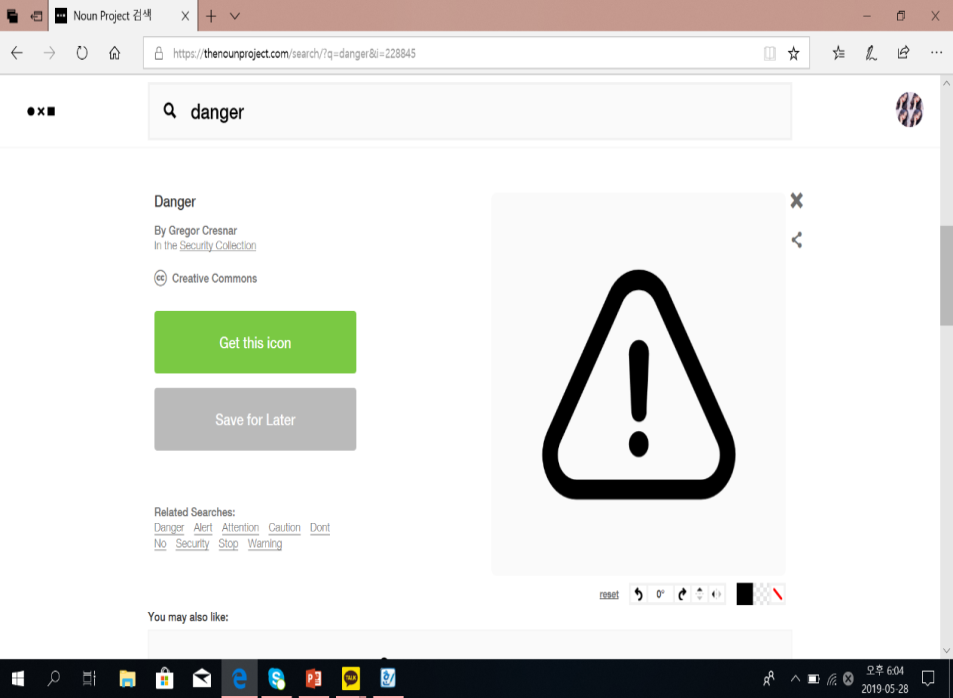 Noun Project 검색
https://thenounproject.com/search/?q=danger&i=228845
danger
Danger
By Gregor Cresnar
In the Security Collection
cc Creative Commons
Get this icon
Save for Later
Related Searches:
Danger Alert Attention Caution Dont
No Security Stop Warning
reset 0°
You may also like:
TALK
오후 6:04
2019-05-28